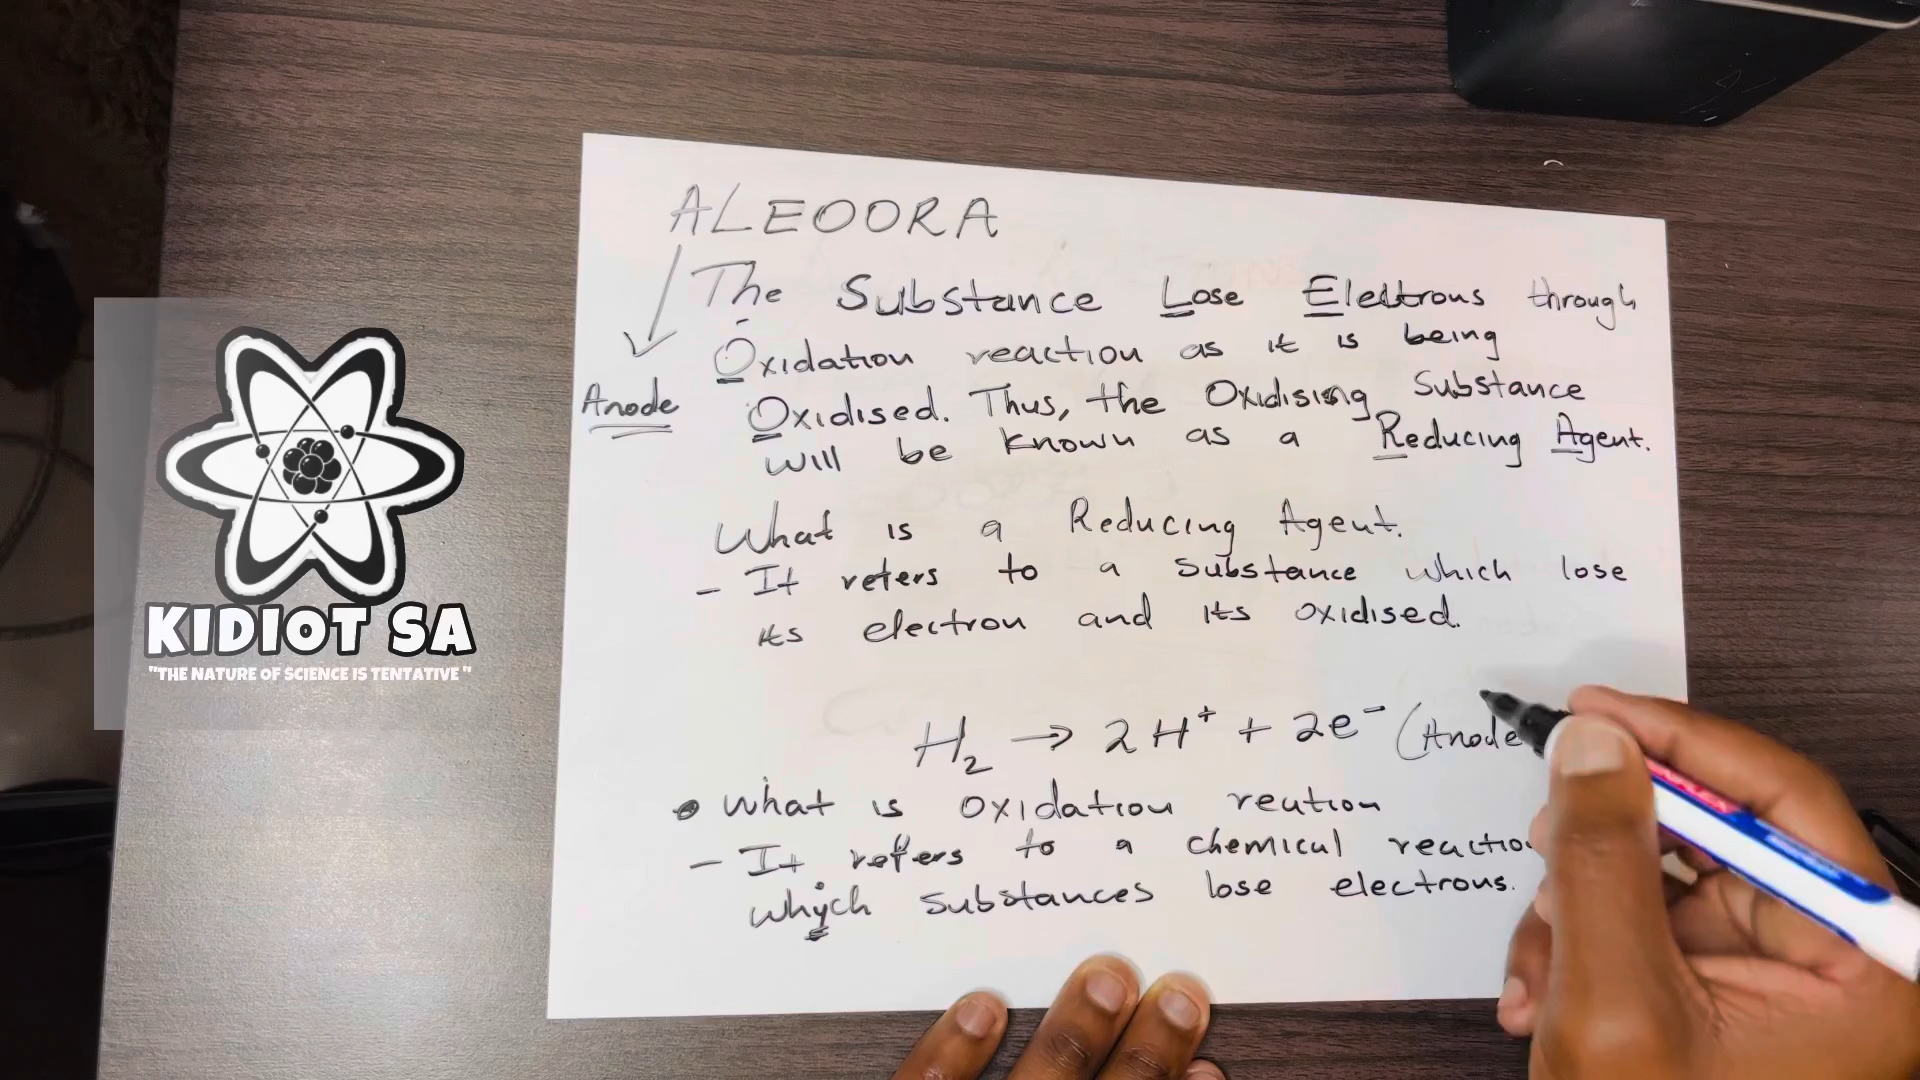 ALEOORA
The Substance Lose Electrons through
Oxidation reaction as it is being
Anode
Oxidised. Thus, the Oxidising Substance
will be known as a Reducing Agent.
What is a Reducing Agent.
- It refers to a substance which lose
its electron and its oxidised.
H₂ → 2H⁺ + 2e⁻ (Anode
• what is oxidation reaction
- It refers to a chemical reactio
whych substances lose electrons.
KIDIOT SA
"THE NATURE OF SCIENCE IS TENTATIVE"